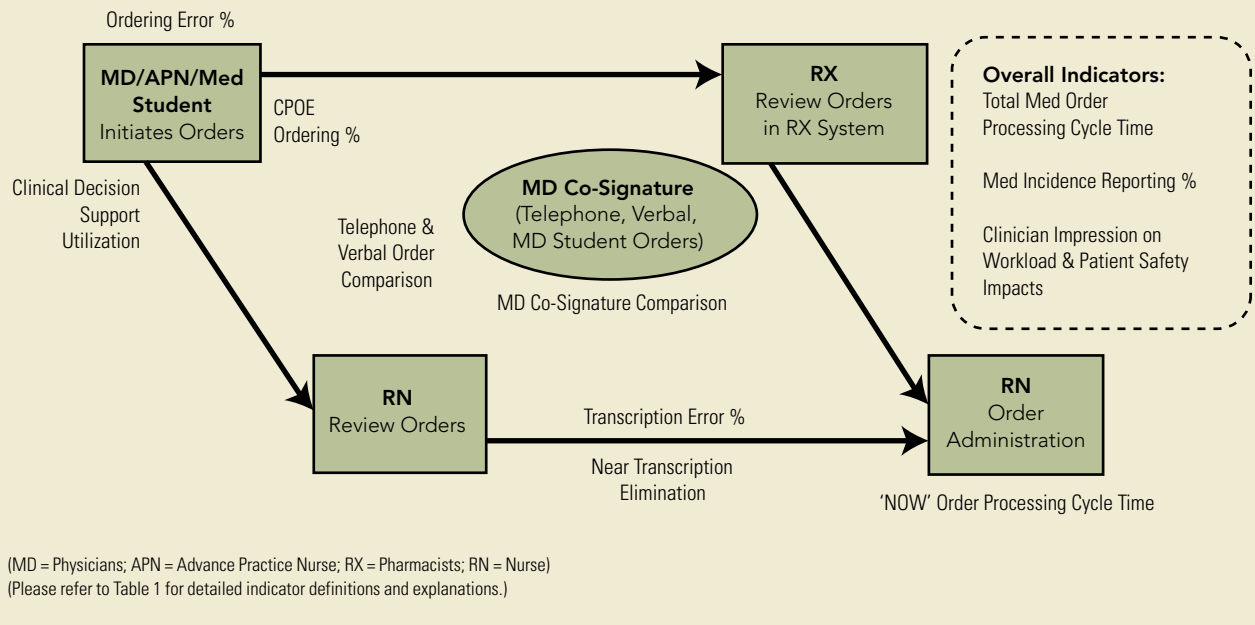 Ordering Error %
MD/APN/Med
Student
Initiates Orders
CPOE
Ordering %
RX
Review Orders
in RX System
Overall Indicators:
Total Med Order
Processing Cycle Time
Med Incidence Reporting %
Clinician Impression on
Workload & Patient Safety
Impacts
Clinical Decision
Support
Utilization
Telephone &
Verbal Order
Comparison
MD Co-Signature
(Telephone, Verbal,
MD Student Orders)
MD Co-Signature Comparison
RN
Review Orders
Transcription Error %
Near Transcription
Elimination
RN
Order
Administration
'NOW' Order Processing Cycle Time
(MD = Physicians; APN = Advance Practice Nurse; RX = Pharmacists; RN = Nurse)
(Please refer to Table 1 for detailed indicator definitions and explanations.)